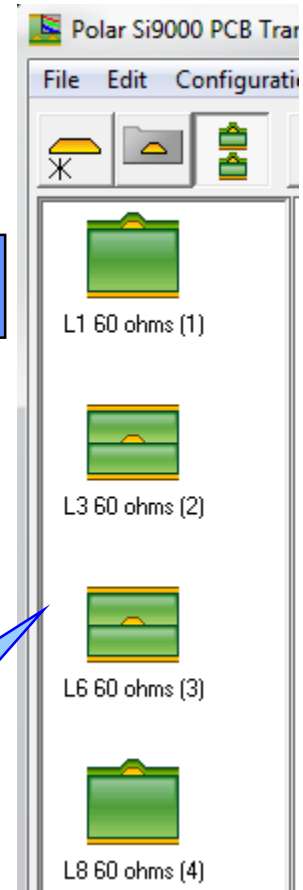 Polar Si9000 PCB Tra
File Edit Configurati
L1 60 ohms (1)
L3 60 ohms (2)
L6 60 ohms (3)
L8 60 ohms (4)